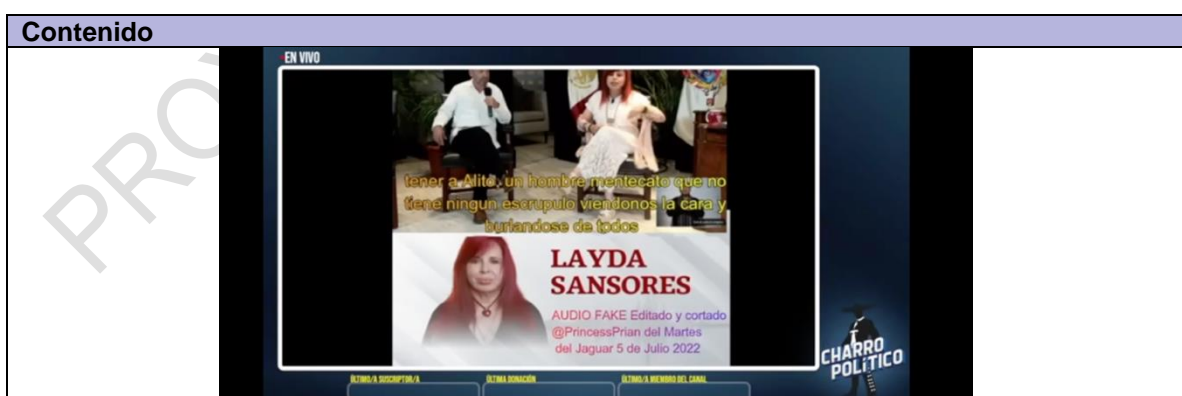 Contenido
PROY
EN VIVO
tener a Alito, un hombre mentecato que no
tiene ningun escrupulo viendonos la cara y
burlandose de todos
LAYDA
SANSORES
AUDIO FAKE Editado y cortado
@PrincessPrian del Martes
del Jaguar 5 de Julio 2022
CHARRO
POLÍTICO
ÚLTIMO/A SUSCRIPTOR/A
ÚLTIMA DONACIÓN
ÚLTIMO/A MIEMBRO DEL CANAL